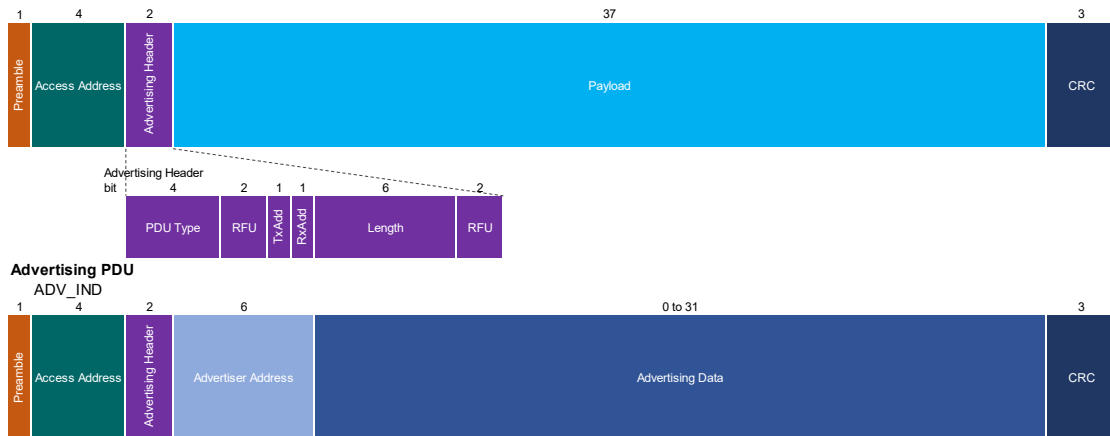 1 4 2 37 3
Preamble
Access Address
Advertising Header
Payload
CRC
Advertising Header
bit 4 2 1 1 6 2
PDU Type
RFU
TxAdd
RxAdd
Length
RFU
Advertising PDU
ADV_IND
1 4 2 6 0 to 31 3
Preamble
Access Address
Advertising Header
Advertiser Address
Advertising Data
CRC